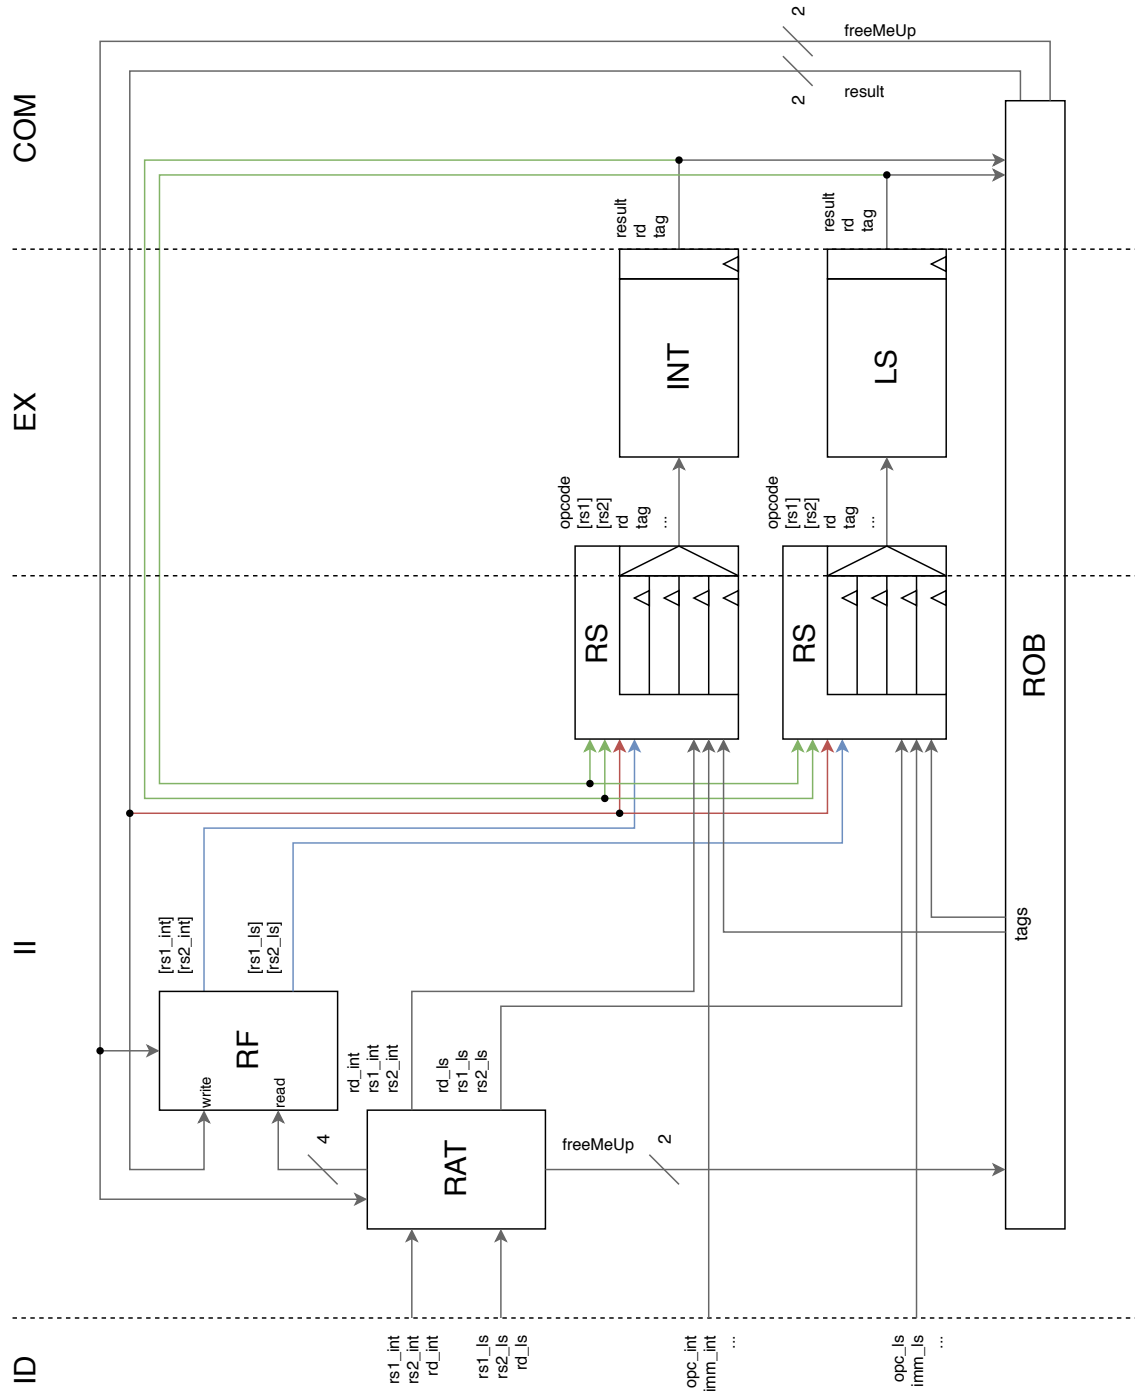 ID
II
EX
COM
freeMeUp
2
result
2
[rs1_int]
[rs2_int]
[rs1_ls]
[rs2_ls]
RF
write
read
4
rd_int
rs1_int
rs2_int
rd_ls
rs1_ls
rs2_ls
RAT
freeMeUp
2
rs1_int
rs2_int
rd_int
rs1_ls
rs2_ls
rd_ls
opc_int
imm_int
...
opc_ls
imm_ls
...
RS
opcode
[rs1]
[rs2]
rd
tag
...
INT
result
rd
tag
RS
opcode
[rs1]
[rs2]
rd
tag
...
LS
result
rd
tag
tags
ROB